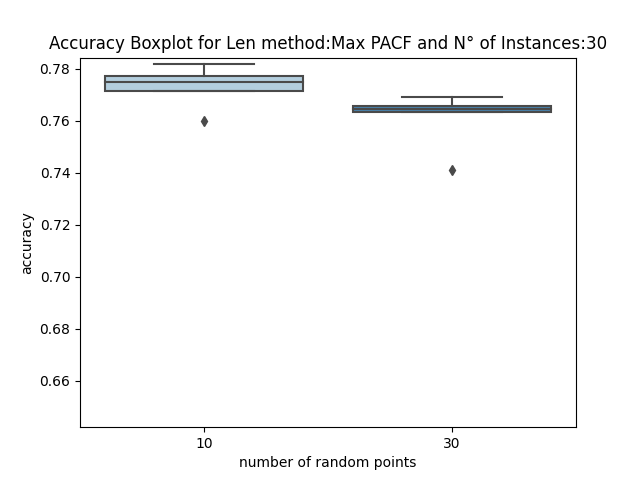 Accuracy Boxplot for Len method:Max PACF and N° of Instances:30
0.78
0.76
0.74
0.72
0.70
0.68
0.66
accuracy
10 30
number of random points